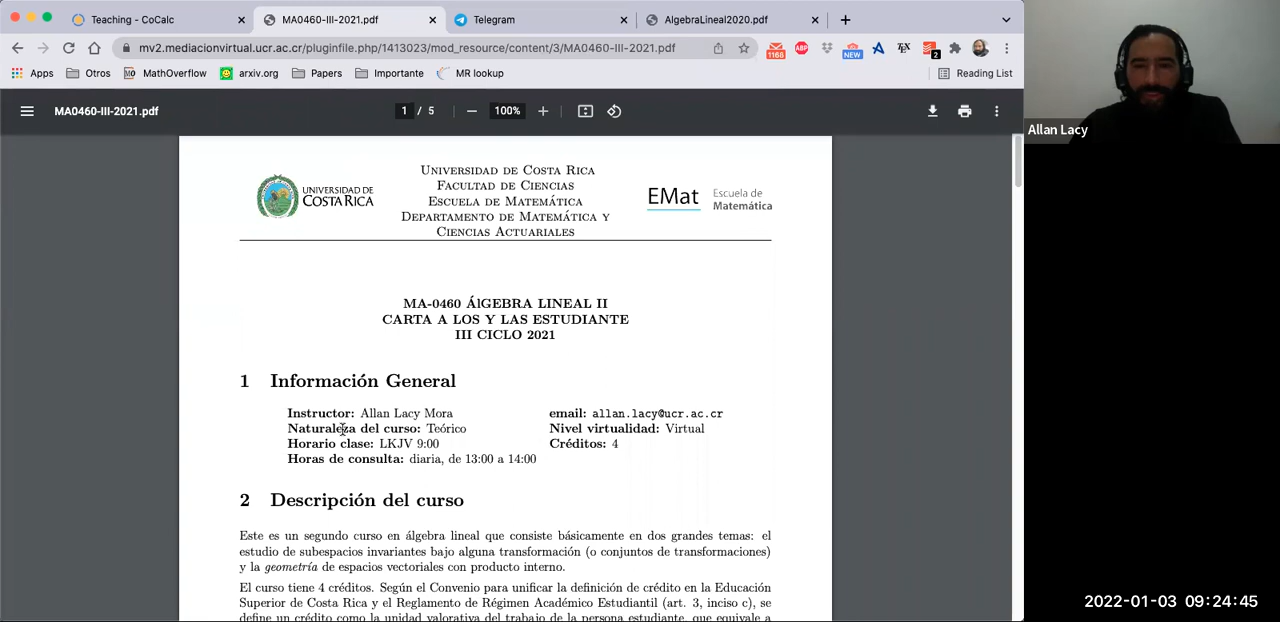 Teaching - CoCalc
MA0460-III-2021.pdf
Telegram
AlgebraLineal2020.pdf
mv2.mediacionvirtual.ucr.ac.cr/pluginfile.php/1413023/mod_resource/content/3/MA0460-III-2021.pdf
1168
ABP
NEW
2
Apps
Otros
MathOverflow
arxiv.org
Papers
Importante
MR lookup
Reading List
MA0460-III-2021.pdf
1 / 5
100%
Allan Lacy
UNIVERSIDAD DE COSTA RICA
FACULTAD DE CIENCIAS
ESCUELA DE MATEMÁTICA
DEPARTAMENTO DE MATEMÁTICA Y
CIENCIAS ACTUARIALES
UNIVERSIDAD DE
COSTA RICA
EMat
Escuela de
Matemática
MA-0460 ÁlGEBRA LINEAL II
CARTA A LOS Y LAS ESTUDIANTE
III CICLO 2021
1 Información General
Instructor: Allan Lacy Mora
email: allan.lacy@ucr.ac.cr
Naturaleza del curso: Teórico
Nivel virtualidad: Virtual
Horario clase: LKJV 9:00
Créditos: 4
Horas de consulta: diaria, de 13:00 a 14:00
2 Descripción del curso
Este es un segundo curso en álgebra lineal que consiste básicamente en dos grandes temas: el
estudio de subespacios invariantes bajo alguna transformación (o conjuntos de transformaciones)
y la geometría de espacios vectoriales con producto interno.
El curso tiene 4 créditos. Según el Convenio para unificar la definición de crédito en la Educación
Superior de Costa Rica y el Reglamento de Régimen Académico Estudiantil (art. 3, inciso c), se
define un crédito como la unidad valorativa del trabajo de la persona estudiante, que equivale a
2022-01-03 09:24:45